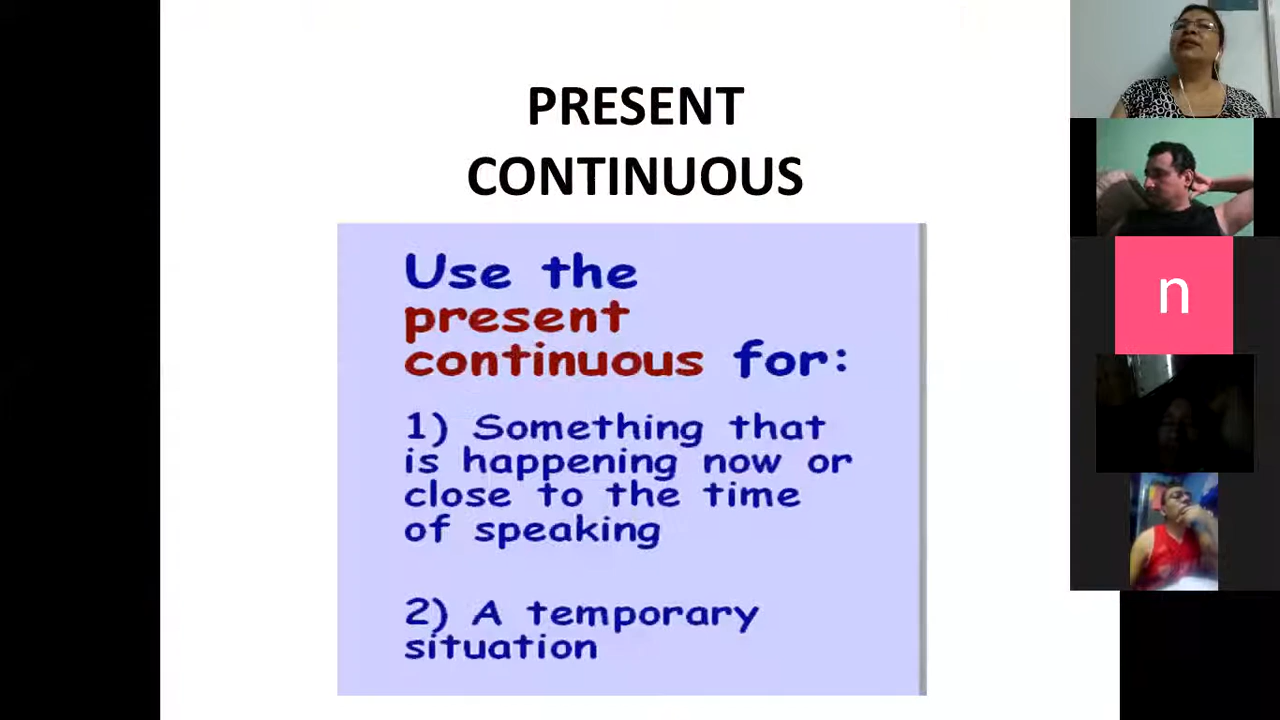 PRESENT
CONTINUOUS
Use the
present
continuous for:
1) Something that
is happening now or
close to the time
of speaking
2) A temporary
situation
n